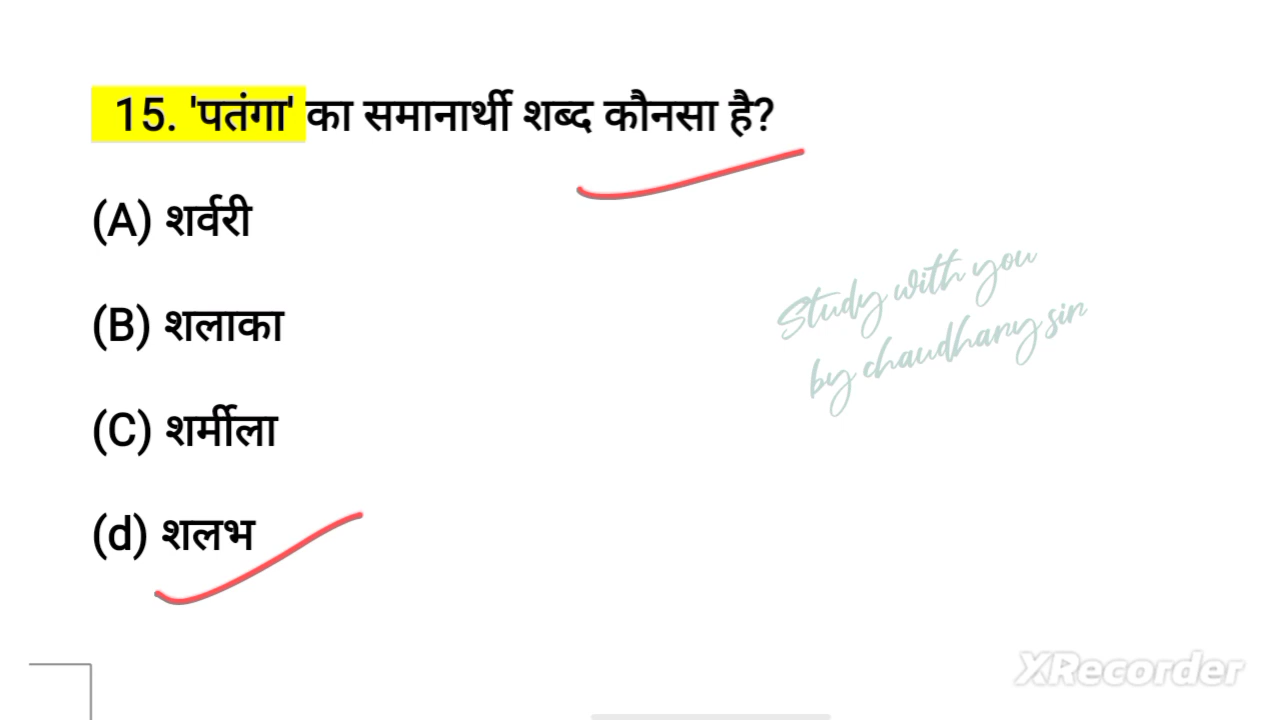 15. 'पतंगा' का समानार्थी शब्द कौनसा है?
(A) शर्वरी
(B) शलाका
(C) शर्मीला
(d) शलभ
Study with you
by chaudhary sir
XRecorder